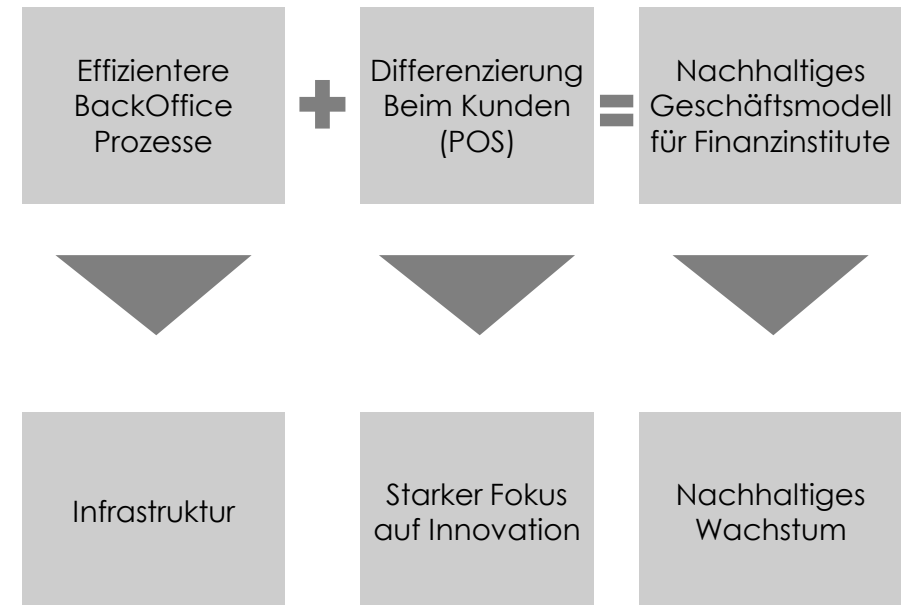 Effizientere
BackOffice
Prozesse
+
Differenzierung
Beim Kunden
(POS)
=
Nachhaltiges
Geschäftsmodell
für Finanzinstitute
Infrastruktur
Starker Fokus
auf Innovation
Nachhaltiges
Wachstum